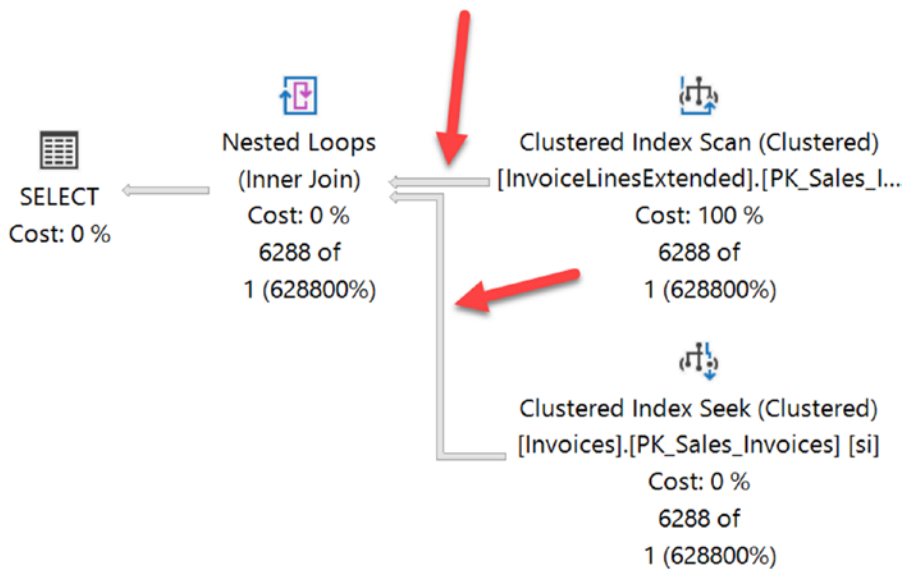 SELECT
Cost: 0 %
Nested Loops
(Inner Join)
Cost: 0 %
6288 of
1 (628800%)
Clustered Index Scan (Clustered)
[InvoiceLinesExtended].[PK_Sales_I...
Cost: 100 %
6288 of
1 (628800%)
Clustered Index Seek (Clustered)
[Invoices].[PK_Sales_Invoices] [si]
Cost: 0 %
6288 of
1 (628800%)